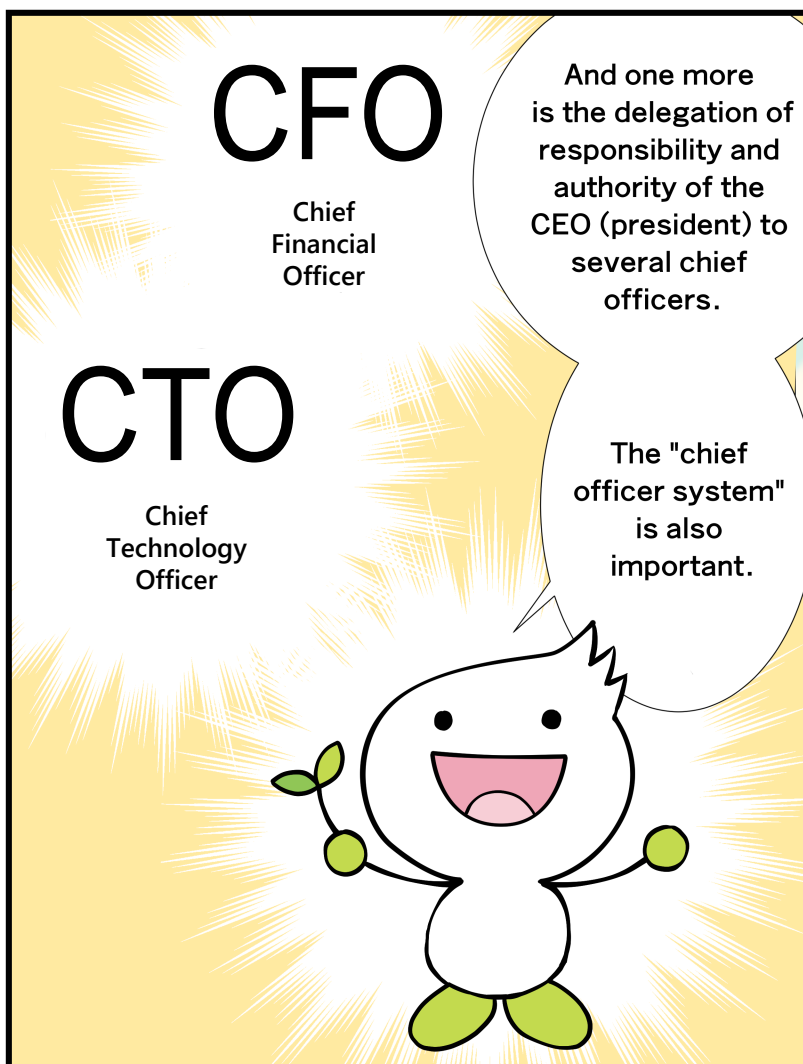 CFO
Chief
Financial
Officer
CTO
Chief
Technology
Officer
And one more
is the delegation of
responsibility and
authority of the
CEO (president) to
several chief
officers.
The "chief
officer system"
is also
important.